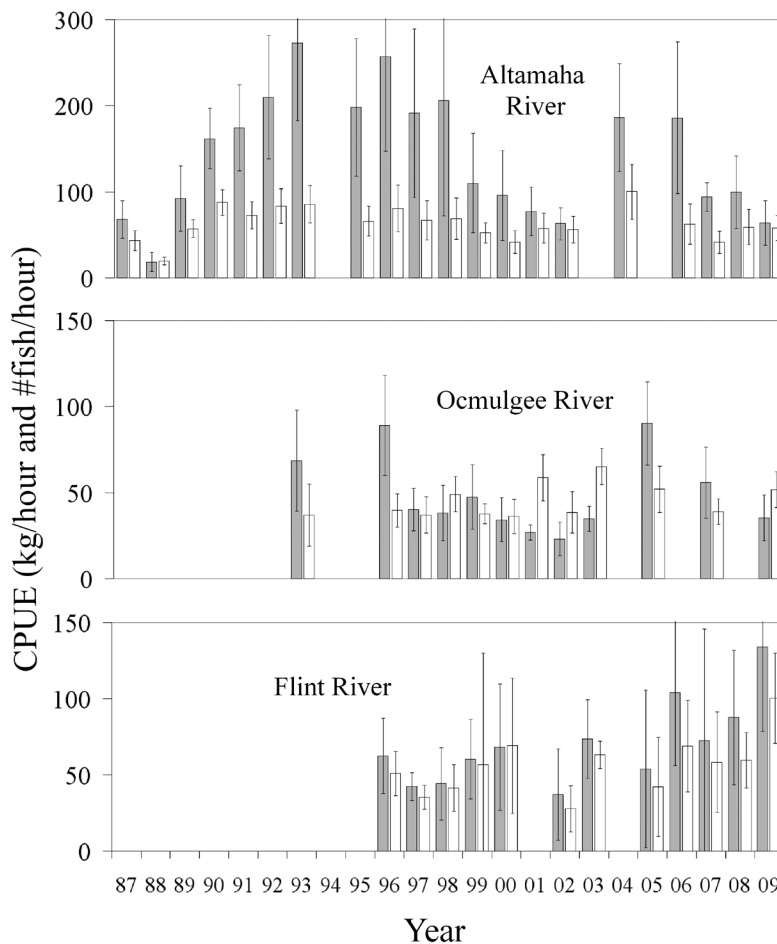 300
200
100
0
Altamaha
River
150
100
50
0
Ocmulgee River
150
100
50
0
Flint River
CPUE (kg/hour and #fish/hour)
87 88 89 90 91 92 93 94 95 96 97 98 99 00 01 02 03 04 05 06 07 08 09
Year